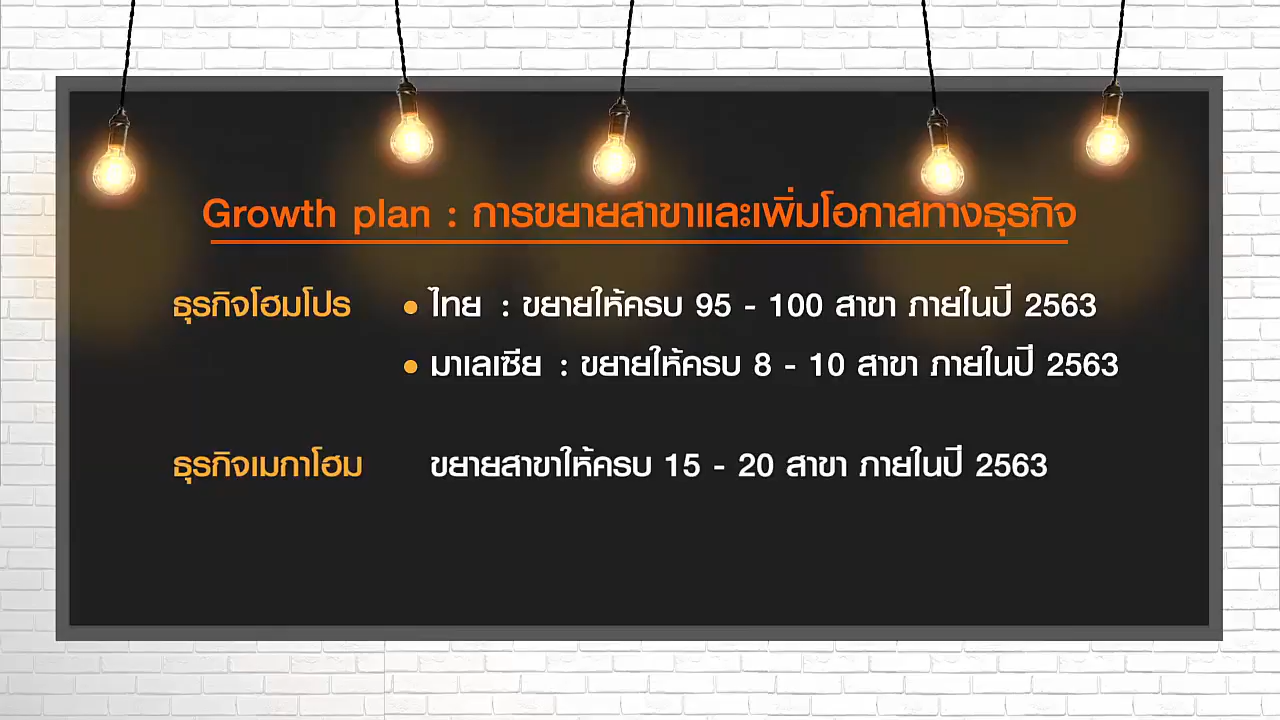 Growth plan : การขยายสาขาและเพิ่มโอกาสทางธุรกิจ
ธุรกิจโฮมโปร • ไทย : ขยายให้ครบ 95 - 100 สาขา ภายในปี 2563
• มาเลเซีย : ขยายให้ครบ 8 - 10 สาขา ภายในปี 2563
ธุรกิจเมกาโฮม ขยายสาขาให้ครบ 15 - 20 สาขา ภายในปี 2563